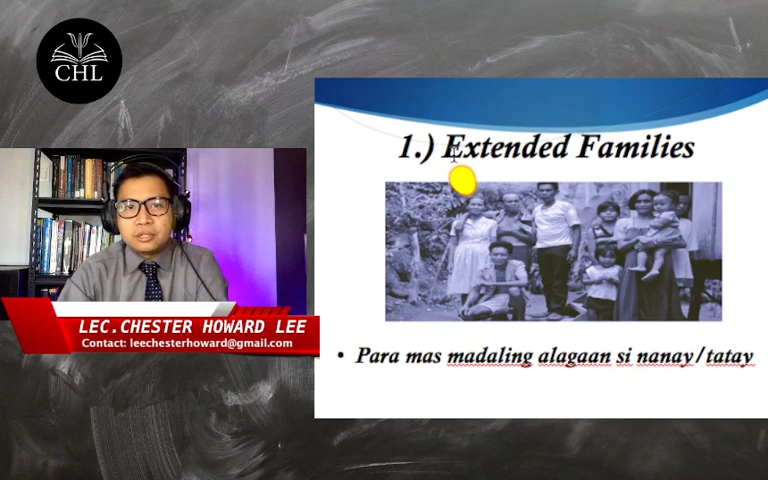 CHL
1.) Extended Families
LEC.CHESTER HOWARD LEE
Contact: leechesterhoward@gmail.com
• Para mas madaling alagaan si nanay/tatay